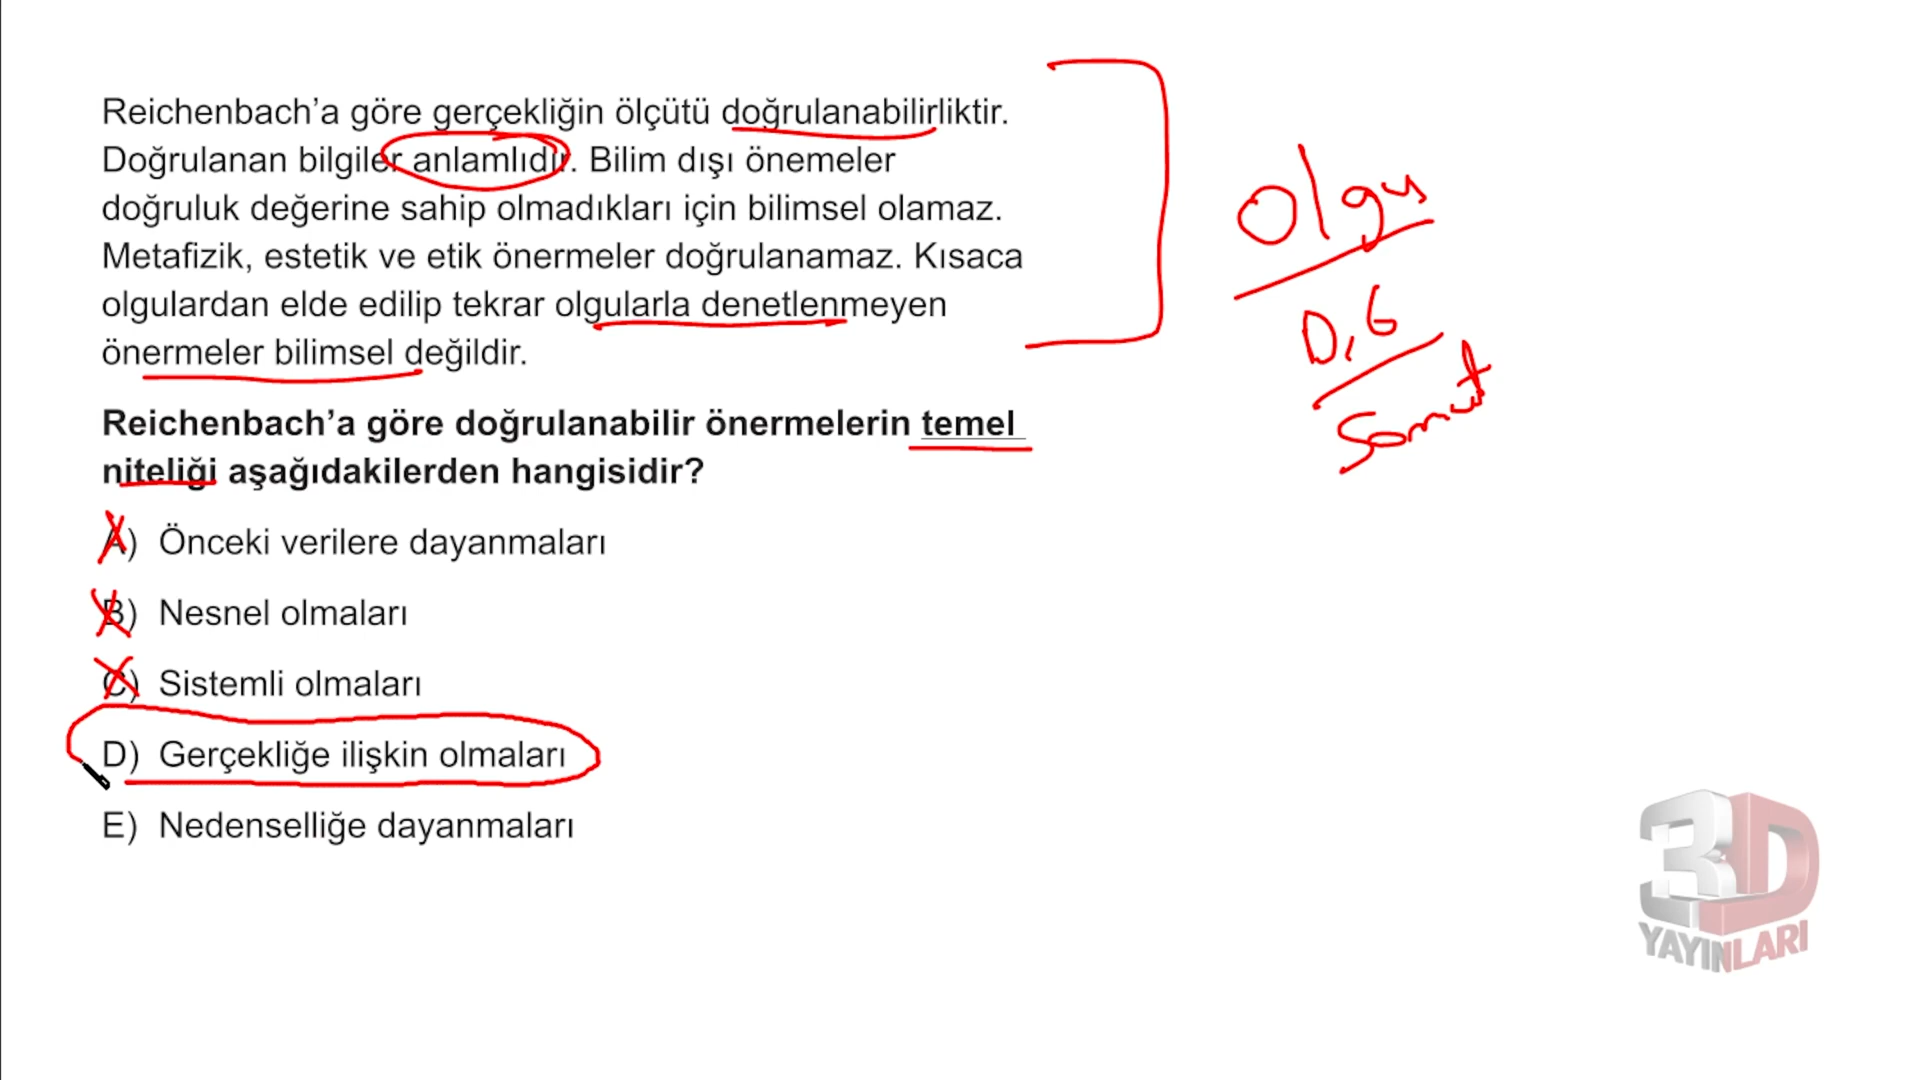 Reichenbach’a göre gerçekliğin ölçütü doğrulanabilirliktir.
Doğrulanan bilgiler anlamlıdır. Bilim dışı önemeler
doğruluk değerine sahip olmadıkları için bilimsel olamaz.
Metafizik, estetik ve etik önermeler doğrulanamaz. Kısaca
olgulardan elde edilip tekrar olgularla denetlenmeyen
önermeler bilimsel değildir.
Reichenbach’a göre doğrulanabilir önermelerin temel
niteliği aşağıdakilerden hangisidir?
A) Önceki verilere dayanmaları
B) Nesnel olmaları
C) Sistemli olmaları
D) Gerçekliğe ilişkin olmaları
E) Nedenselliğe dayanmaları
Olgu
D, G
Somut
3D
YAYINLARI